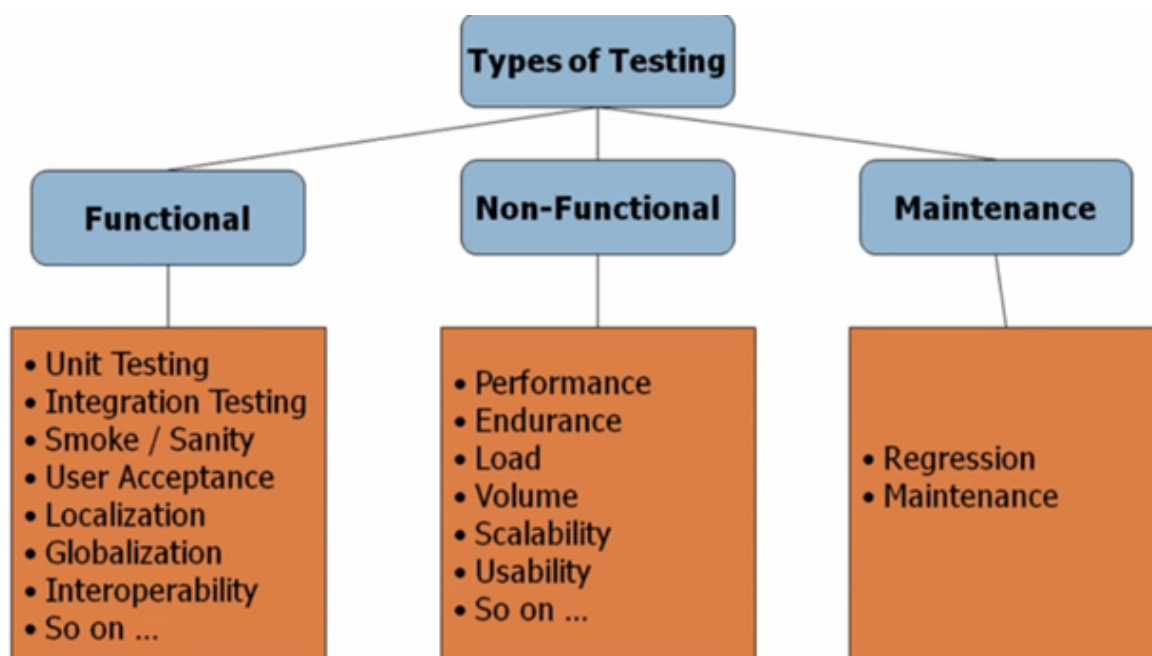 Types of Testing
Functional
Non-Functional
Maintenance
• Unit Testing
• Integration Testing
• Smoke / Sanity
• User Acceptance
• Localization
• Globalization
• Interoperability
• So on ...
• Performance
• Endurance
• Load
• Volume
• Scalability
• Usability
• So on ...
• Regression
• Maintenance